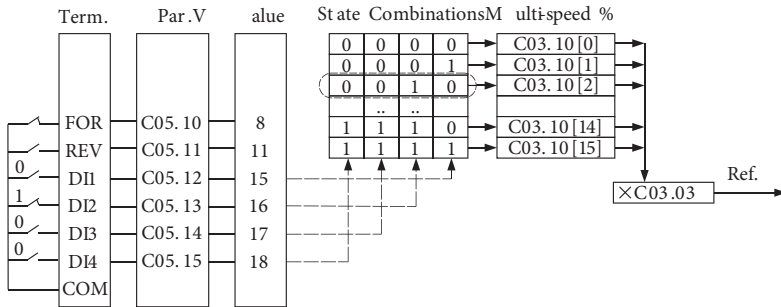 Term. Par.V alue State CombinationsM ulti-speed %
0 0 0 0 C03.10[0]
0 0 0 1 C03.10[1]
0 0 1 0 C03.10[2]
.. ..
FOR C05.10 8 1 1 1 0 C03.10[14]
REV C05.11 11 1 1 1 1 C03.10[15]
0 DI1 C05.12 15
1 DI2 C05.13 16
0 DI3 C05.14 17
0 DI4 C05.15 18
COM
×C03.03 Ref.